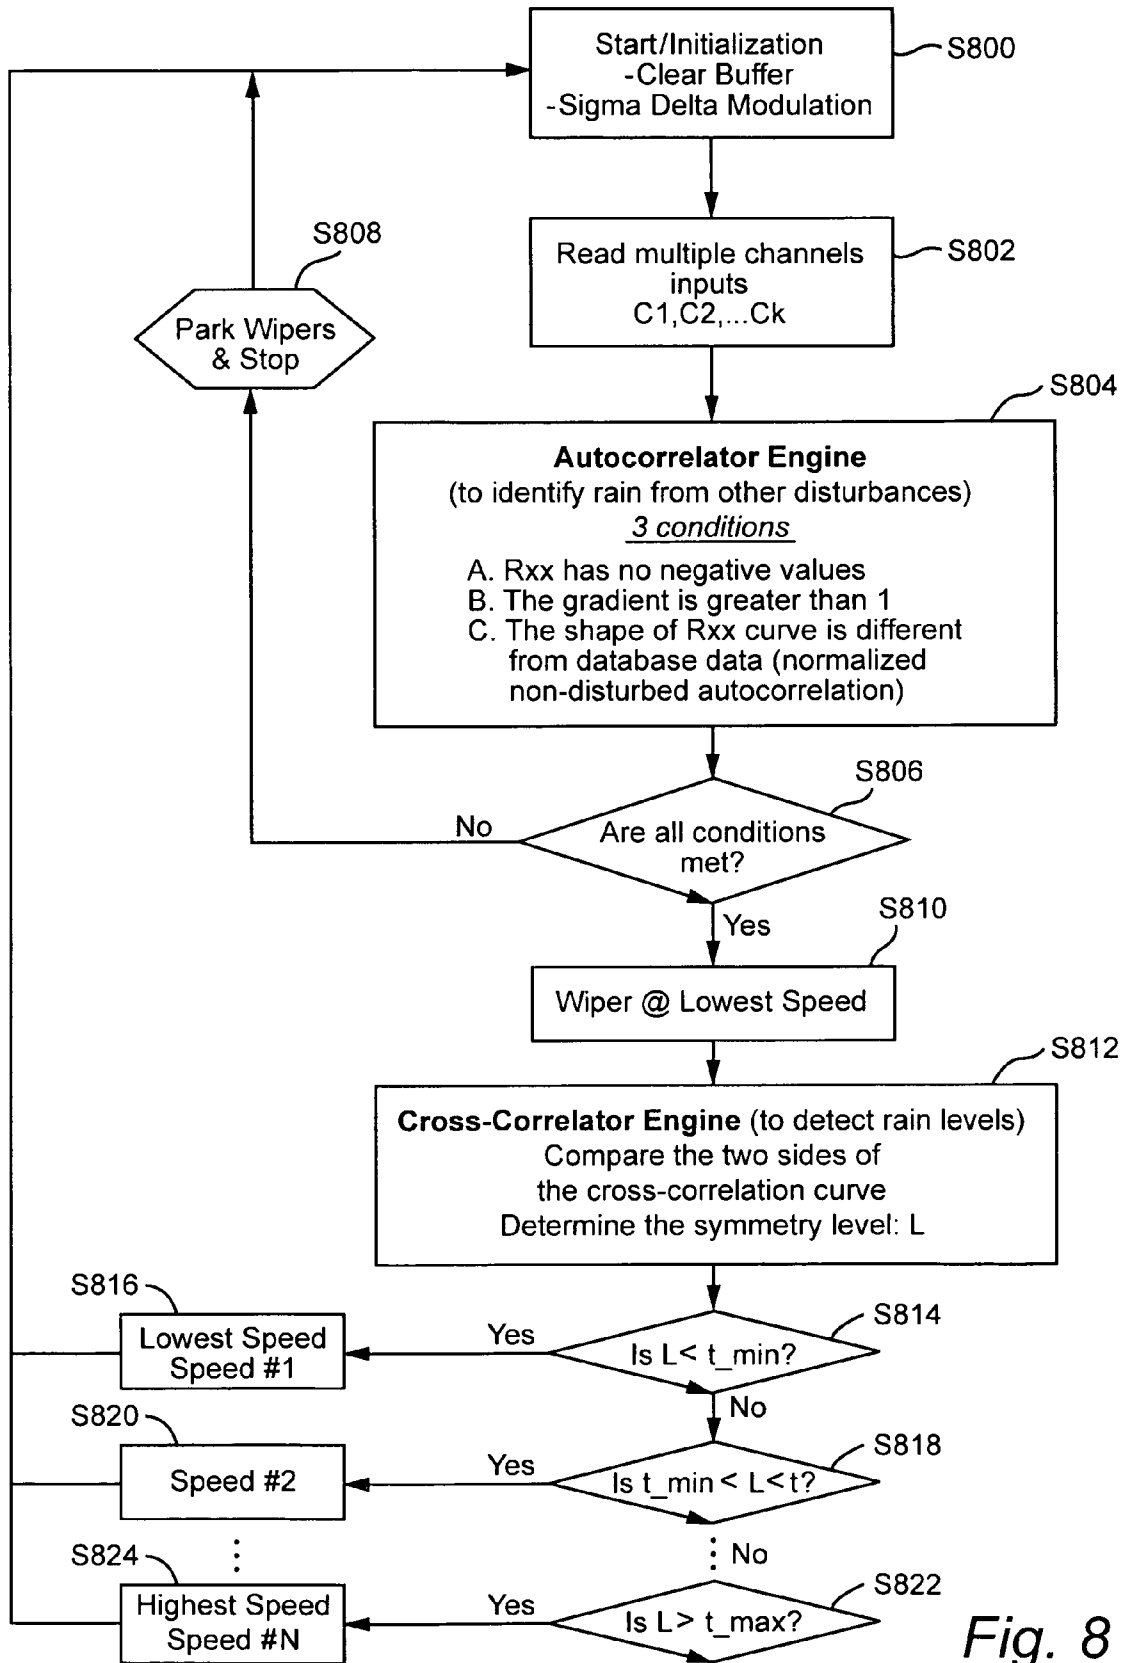 Start/Initialization
-Clear Buffer
-Sigma Delta Modulation
S800
Read multiple channels
inputs
C1,C2,...Ck
S802
S808
Park Wipers
& Stop
S804
Autocorrelator Engine
(to identify rain from other disturbances)
3 conditions
A. Rxx has no negative values
B. The gradient is greater than 1
C. The shape of Rxx curve is different
from database data (normalized
non-disturbed autocorrelation)
S806
No
Are all conditions
met?
Yes
S810
Wiper @ Lowest Speed
S812
Cross-Correlator Engine (to detect rain levels)
Compare the two sides of
the cross-correlation curve
Determine the symmetry level: L
S816
Lowest Speed
Speed #1
Yes
Is L< t_min?
S814
No
S820
Speed #2
Yes
Is t_min < L<t?
S818
No
S824
Highest Speed
Speed #N
Yes
Is L> t_max?
S822
Fig. 8